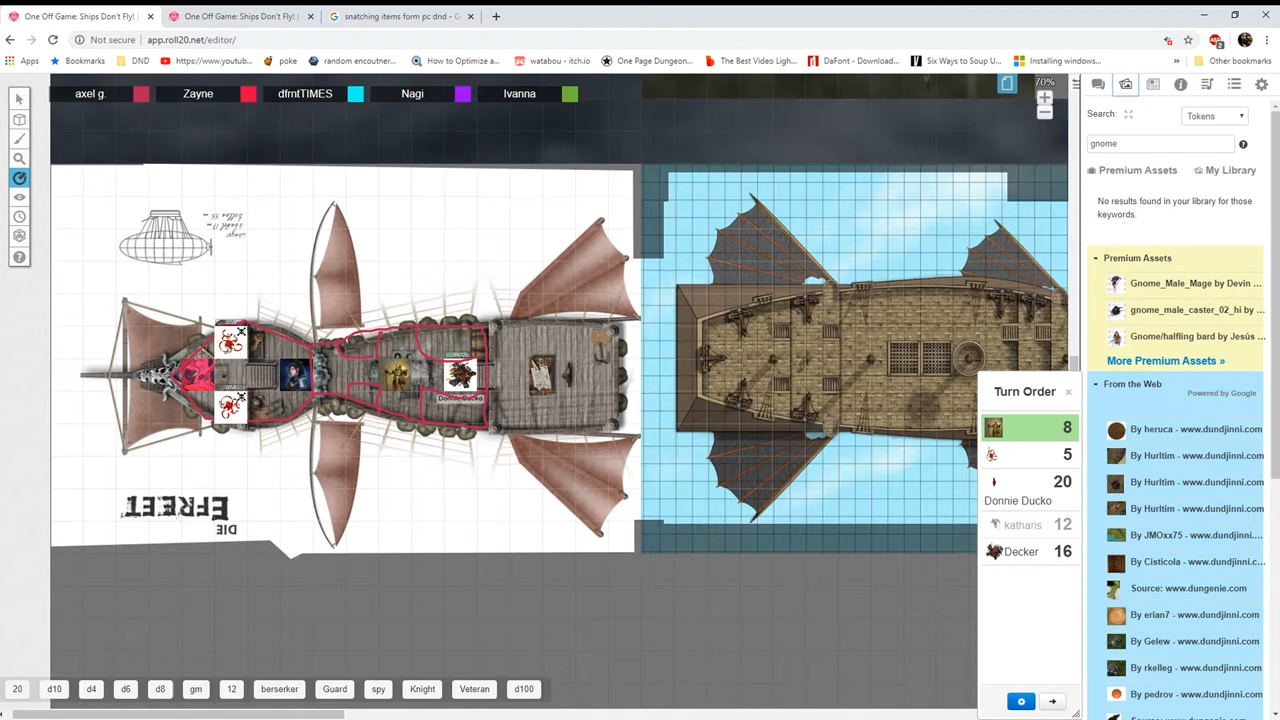 One Off Game: Ships Don't Fly! |
One Off Game: Ships Don't Fly! |
snatching items form pc dnd - G
Not secure | app.roll20.net/editor/
Apps Bookmarks DND https://www.youtub... poke random encoutner... How to Optimize a... watabou - itch.io One Page Dungeon... The Best Video Ligh... DaFont - Download... Six Ways to Soup U... Installing windows... » Other bookmarks
axel g. Zayne dfrntTIMES Nagi Ivanna
70%
Search: Tokens
gnome
Premium Assets My Library
No results found in your library for those
keywords.
Premium Assets
Gnome_Male_Mage by Devin ...
gnome_male_caster_02_hi by ...
Gnome/halfling bard by Jesús ...
More Premium Assets »
From the Web
Powered by Google
By heruca - www.dundjinni.com
By Hurltim - www.dundjinni.com
By Hurltim - www.dundjinni.com
By Hurltim - www.dundjinni.com
By JMOxx75 - www.dundjinni....
By Cisticola - www.dundjinni.c...
Source: www.dungenie.com
By erian7 - www.dundjinni.com
By Gelew - www.dundjinni.com
By rkelleg - www.dundjinni.com
By pedrov - www.dundjinni.com
Turn Order
8
5
20
Donnie Ducko
katharis 12
Decker 16
Donnie Ducko
EFREET
DIE
20 d10 d4 d6 d8 gm 12 berserker Guard spy Knight Veteran d100